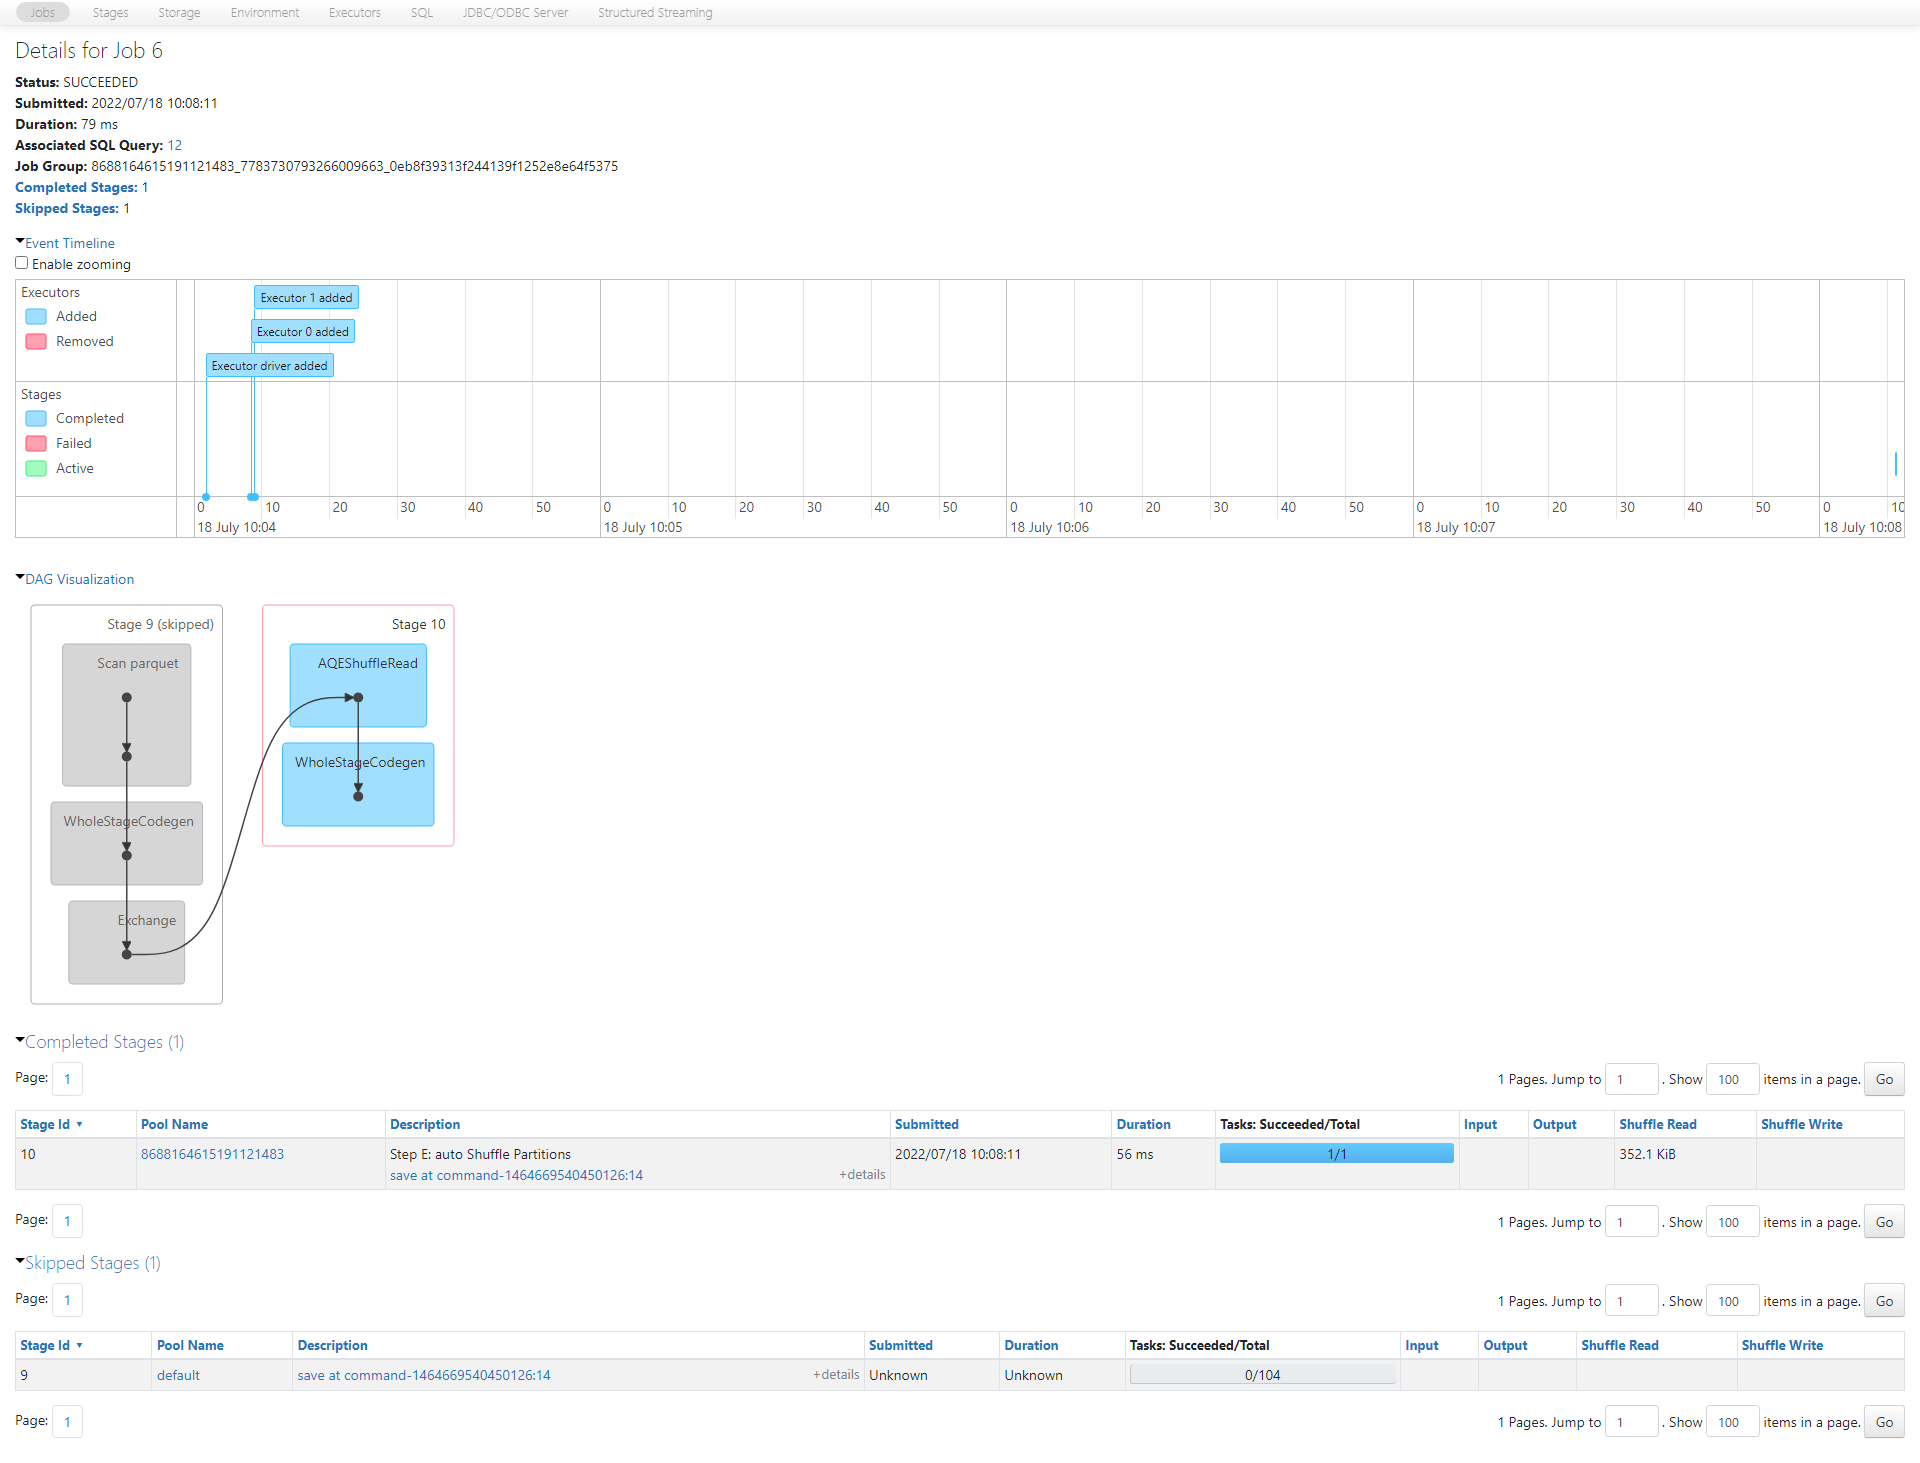 Jobs Stages Storage Environment Executors SQL JDBC/ODBC Server Structured Streaming
Details for Job 6
Status: SUCCEEDED
Submitted: 2022/07/18 10:08:11
Duration: 79 ms
Associated SQL Query: 12
Job Group: 8688164615191121483_7783730793266009663_0eb8f39313f244139f1252e8e64f5375
Completed Stages: 1
Skipped Stages: 1
Event Timeline
Enable zooming
Executors
Added
Removed
Executor 1 added
Executor 0 added
Executor driver added
Stages
Completed
Failed
Active
0 10 20 30 40 50 0 10 20 30 40 50 0 10 20 30 40 50 0 10 20 30 40 50 0 10
18 July 10:04 18 July 10:05 18 July 10:06 18 July 10:07 18 July 10:08
DAG Visualization
Stage 9 (skipped)
Scan parquet
WholeStageCodegen
Exchange
Stage 10
AQEShuffleRead
WholeStageCodegen
Completed Stages (1)
Page: 1 1 Pages. Jump to 1 . Show 100 items in a page. Go
Stage Id ▾ Pool Name Description Submitted Duration Tasks: Succeeded/Total Input Output Shuffle Read Shuffle Write
10 8688164615191121483 Step E: auto Shuffle Partitions 2022/07/18 10:08:11 56 ms 1/1 352.1 KiB
save at command-1464669540450126:14 +details
Page: 1 1 Pages. Jump to 1 . Show 100 items in a page. Go
Skipped Stages (1)
Page: 1 1 Pages. Jump to 1 . Show 100 items in a page. Go
Stage Id ▾ Pool Name Description Submitted Duration Tasks: Succeeded/Total Input Output Shuffle Read Shuffle Write
9 default save at command-1464669540450126:14 +details Unknown Unknown 0/104
Page: 1 1 Pages. Jump to 1 . Show 100 items in a page. Go